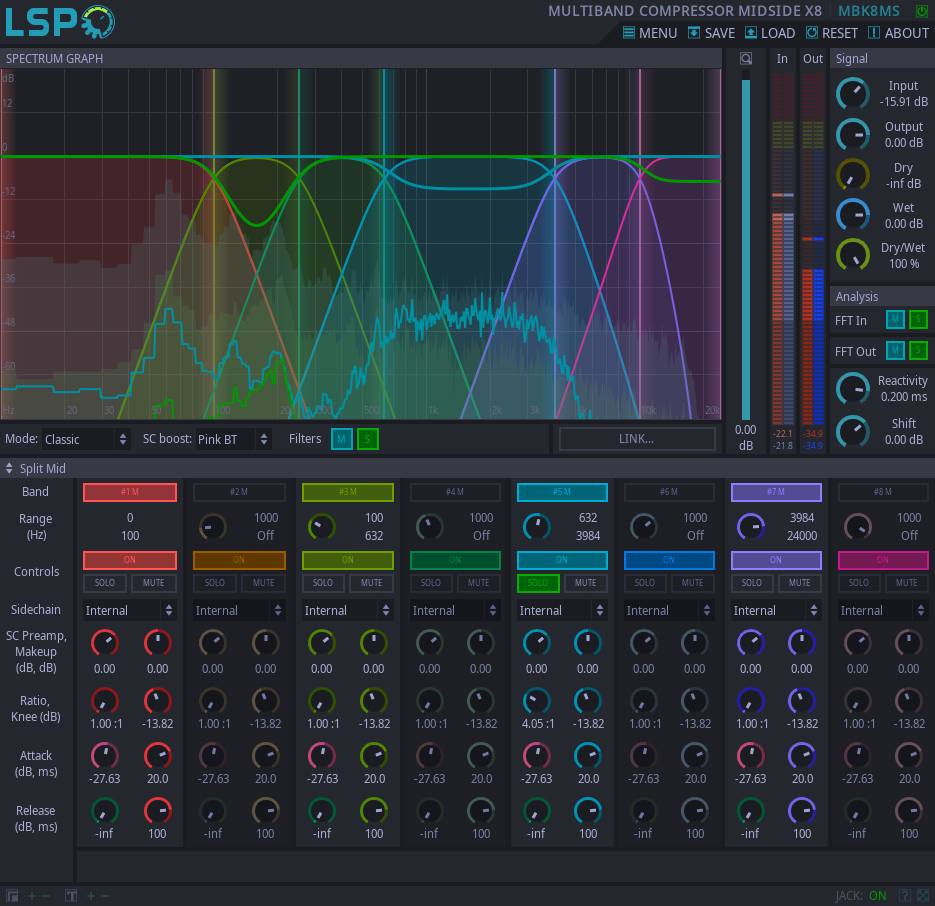 LSP
MULTIBAND COMPRESSOR MIDSIDE X8 MBK8MS
MENU SAVE LOAD RESET ABOUT
SPECTRUM GRAPH
In Out
Signal
dB
12
0
-12
-24
-36
-48
-60
Hz 20 30 50 100 200 300 500 1k 2k 3k 5k 10k 20k
0.00
dB
-22.1 -34.9
-21.8 -34.9
Input
-15.91 dB
Output
0.00 dB
Dry
-inf dB
Wet
0.00 dB
Dry/Wet
100 %
Analysis
FFT In M S
FFT Out M S
Reactivity
0.200 ms
Shift
0.00 dB
Mode: Classic SC boost: Pink BT Filters M S LINK...
Split Mid
Band #1 M #2 M #3 M #4 M #5 M #6 M #7 M #8 M
Range
(Hz)
0 1000 100 1000 632 1000 3984 1000
100 Off 632 Off 3984 Off 24000 Off
Controls
ON ON ON ON ON ON ON ON
SOLO MUTE SOLO MUTE SOLO MUTE SOLO MUTE SOLO MUTE SOLO MUTE SOLO MUTE SOLO MUTE
Sidechain Internal Internal Internal Internal Internal Internal Internal Internal
SC Preamp,
Makeup
(dB, dB)
0.00 0.00 0.00 0.00 0.00 0.00 0.00 0.00 0.00 0.00 0.00 0.00 0.00 0.00 0.00 0.00
Ratio,
Knee (dB)
1.00 :1 -13.82 1.00 :1 -13.82 1.00 :1 -13.82 1.00 :1 -13.82 4.05 :1 -13.82 1.00 :1 -13.82 1.00 :1 -13.82 1.00 :1 -13.82
Attack
(dB, ms)
-27.63 20.0 -27.63 20.0 -27.63 20.0 -27.63 20.0 -27.63 20.0 -27.63 20.0 -27.63 20.0 -27.63 20.0
Release
(dB, ms)
-inf 100 -inf 100 -inf 100 -inf 100 -inf 100 -inf 100 -inf 100 -inf 100
JACK: ON